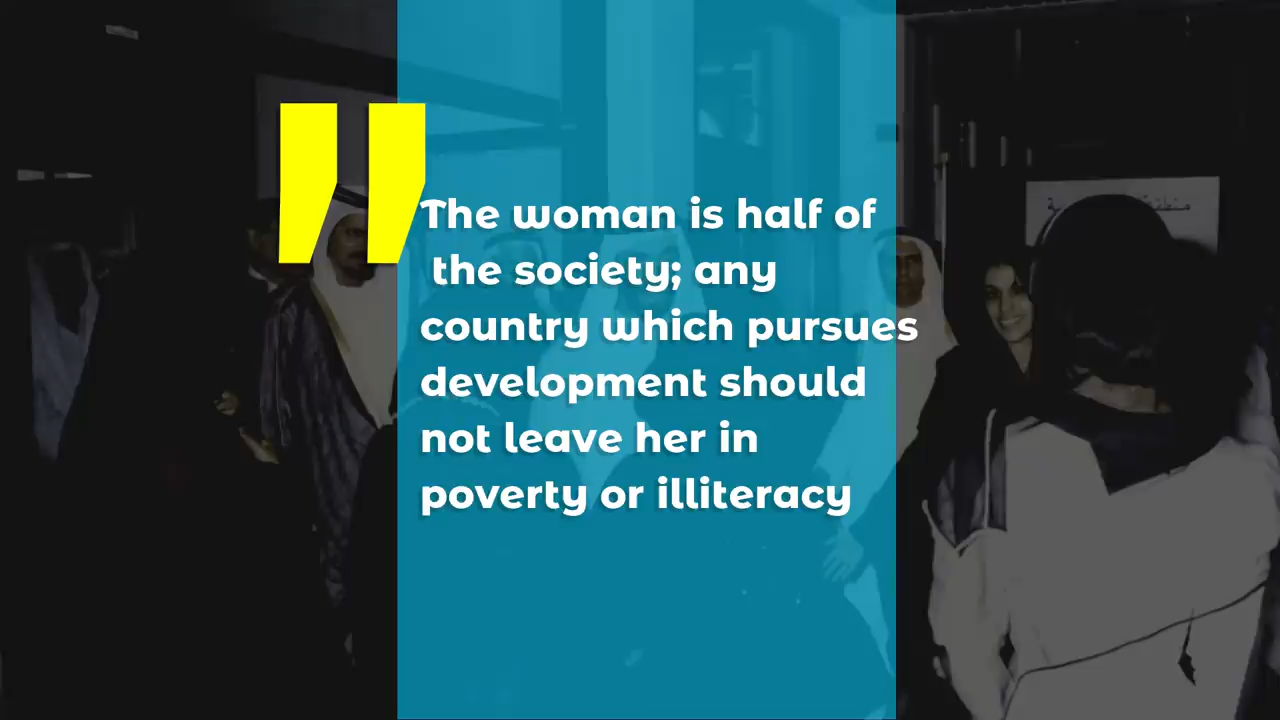 "
The woman is half of
the society; any
country which pursues
development should
not leave her in
poverty or illiteracy